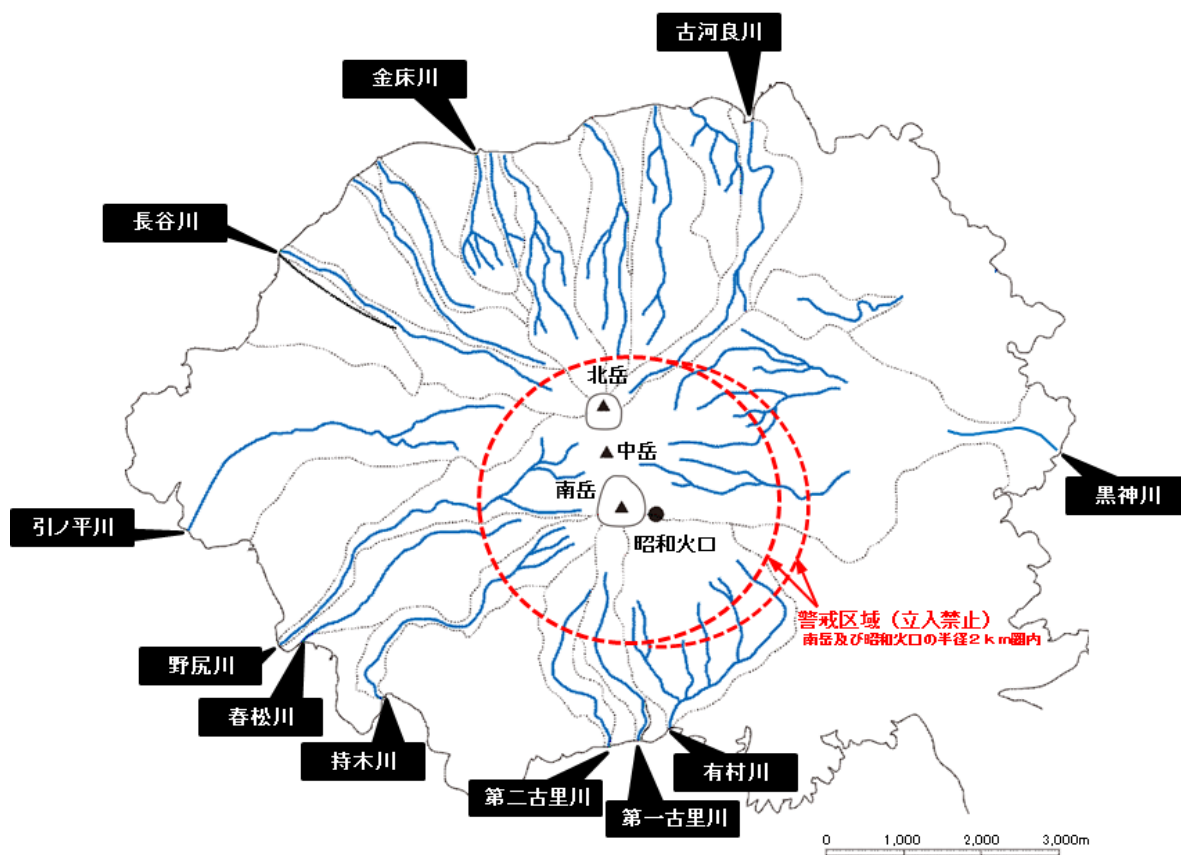 古河良川
金床川
長谷川
北岳
中岳
南岳
黒神川
引ノ平川
昭和火口
警戒区域（立入禁止）
南岳及び昭和火口の半径２ｋｍ圏内
野尻川
春松川
持木川
有村川
第二古里川
第一古里川
0 1,000 2,000 3,000m